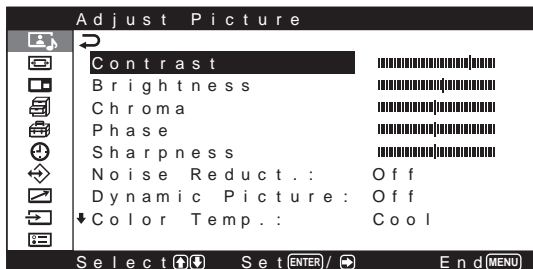 Adjust Picture
Contrast
Brightness
Chroma
Phase
Sharpness
Noise Reduct.: Off
Dynamic Picture: Off
Color Temp.: Cool
Select Set ENTER / End MENU